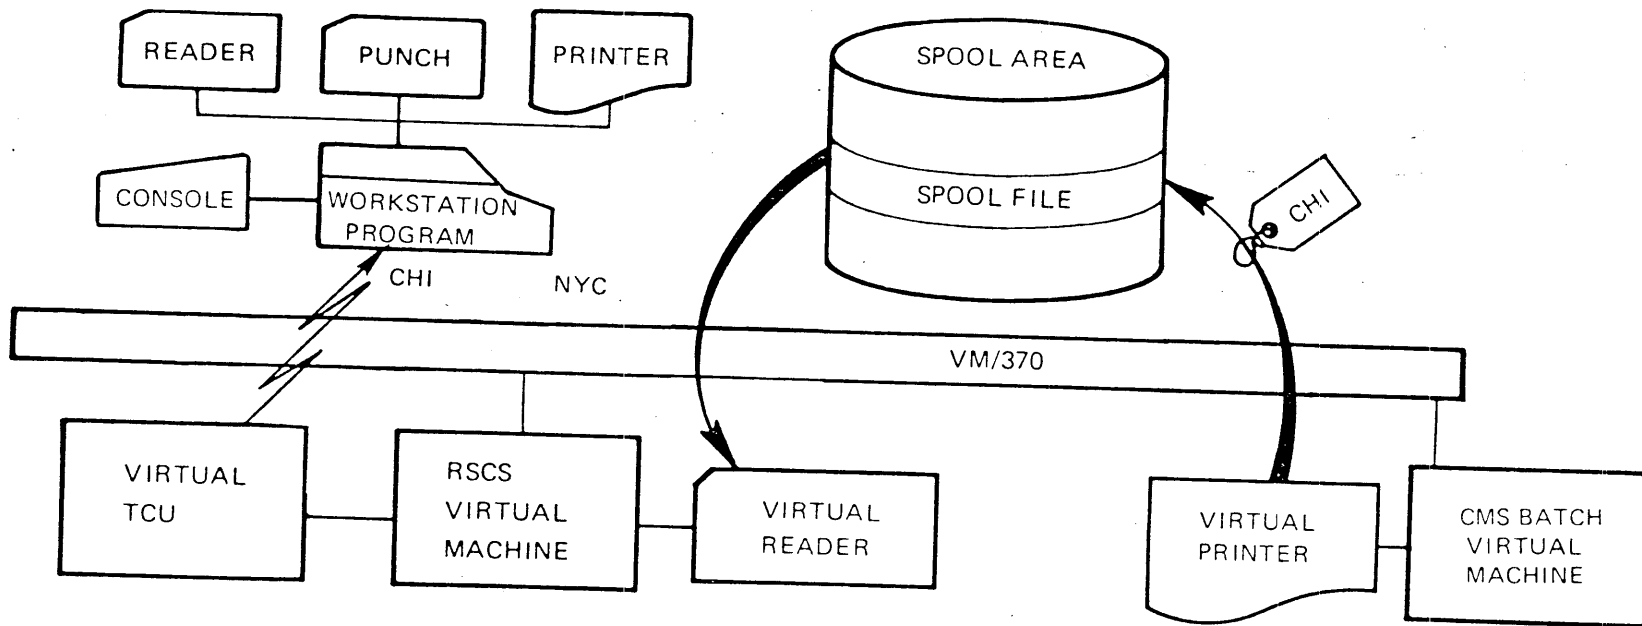 READER
PUNCH
PRINTER
SPOOL AREA
CONSOLE
WORKSTATION
PROGRAM
SPOOL FILE
CHI
CHI
NYC
VM/370
VIRTUAL
TCU
RSCS
VIRTUAL
MACHINE
VIRTUAL
READER
VIRTUAL
PRINTER
CMS BATCH
VIRTUAL
MACHINE